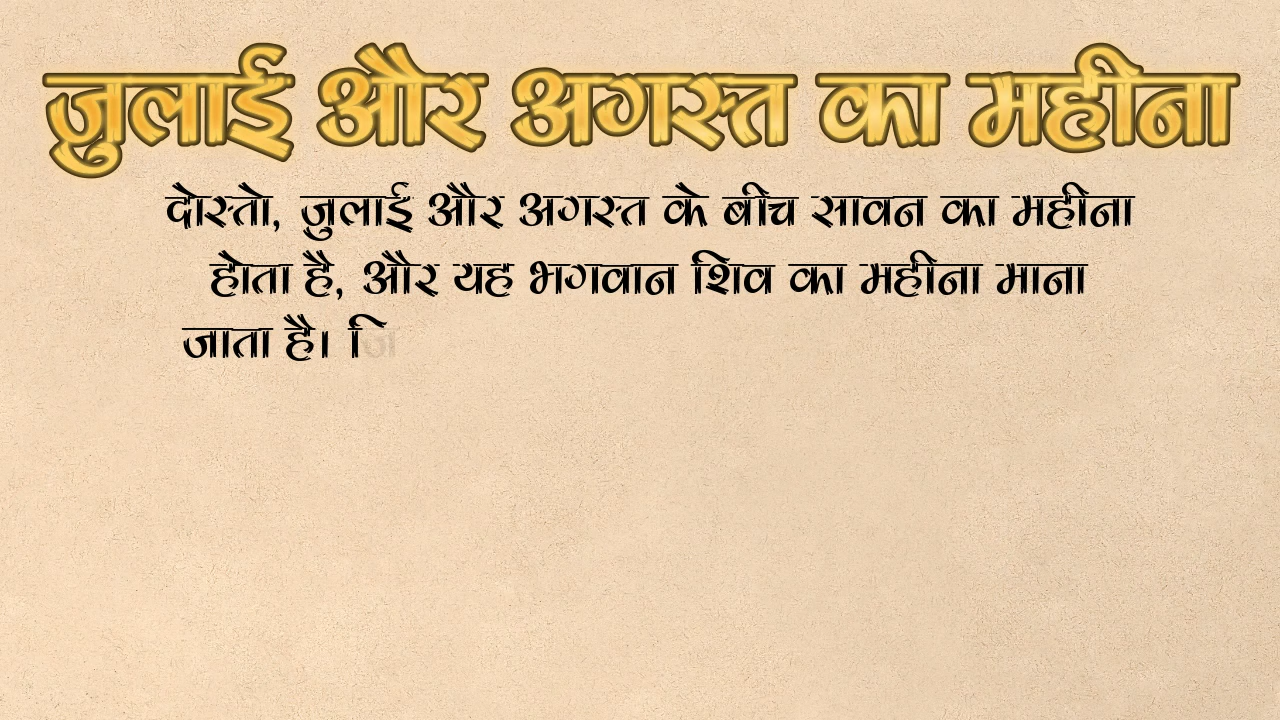 जुलाई और अगस्त का महीना
दोस्तो, जुलाई और अगस्त के बीच सावन का महीना
होता है, और यह भगवान शिव का महीना माना
जाता है। जि